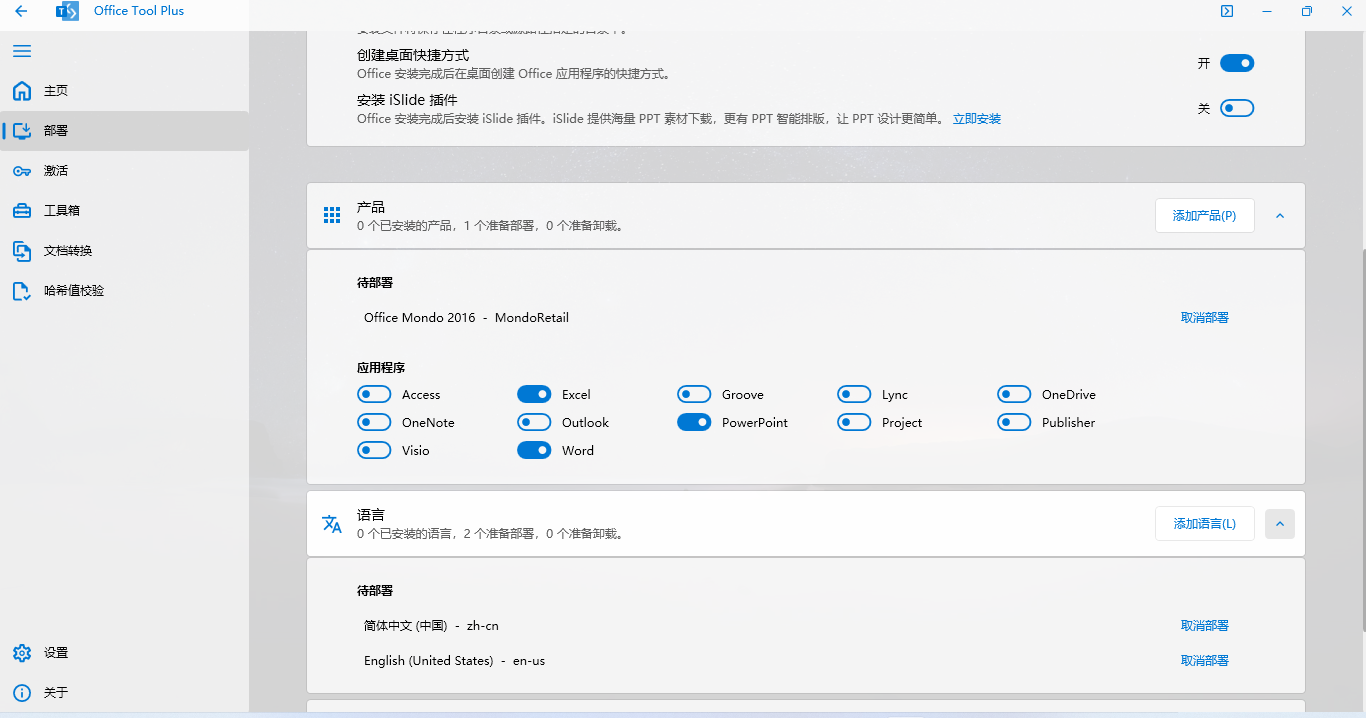 Office Tool Plus
主页
部署
激活
工具箱
文档转换
哈希值校验
设置
关于
创建桌面快捷方式
Office 安装完成后在桌面创建 Office 应用程序的快捷方式。
开
安装 iSlide 插件
Office 安装完成后安装 iSlide 插件。iSlide 提供海量 PPT 素材下载，更有 PPT 智能排版，让 PPT 设计更简单。 立即安装
关
产品
0 个已安装的产品，1 个准备部署，0 个准备卸载。
添加产品(P)
待部署
Office Mondo 2016 - MondoRetail
取消部署
应用程序
Access Excel Groove Lync OneDrive
OneNote Outlook PowerPoint Project Publisher
Visio Word
语言
0 个已安装的语言，2 个准备部署，0 个准备卸载。
添加语言(L)
待部署
简体中文 (中国) - zh-cn
取消部署
English (United States) - en-us
取消部署